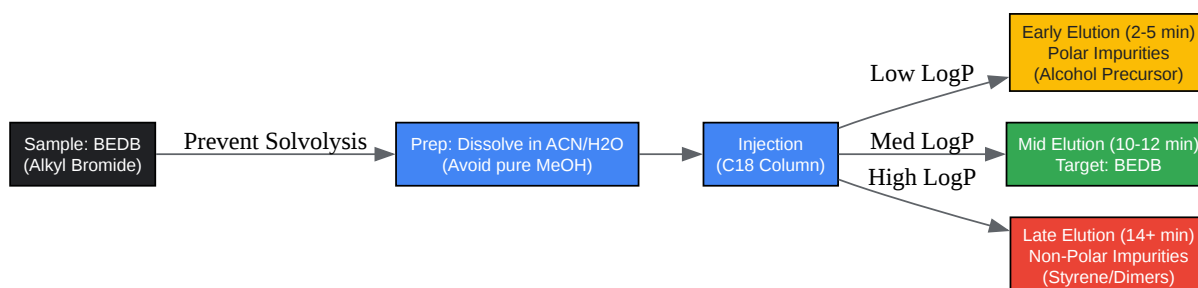 Sample: BEDB
(Alkyl Bromide)
Prevent Solvolysis
Prep: Dissolve in ACN/H2O
(Avoid pure MeOH)
Injection
(C18 Column)
Low LogP
Early Elution (2-5 min)
Polar Impurities
(Alcohol Precursor)
Med LogP
Mid Elution (10-12 min)
Target: BEDB
High LogP
Late Elution (14+ min)
Non-Polar Impurities
(Styrene/Dimers)